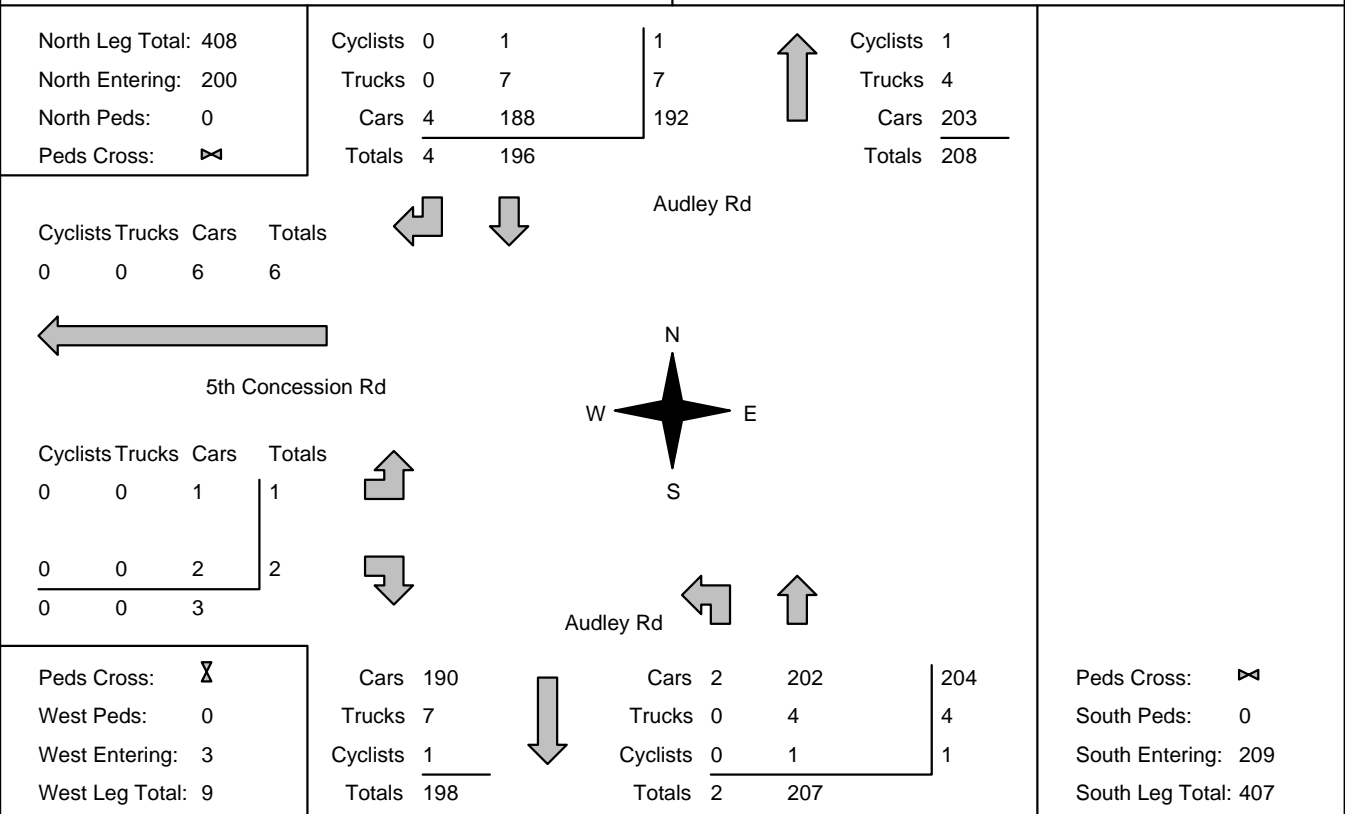 North Leg Total: 408
North Entering: 200
North Peds: 0
Peds Cross:
Cyclists 0 1 1
Trucks 0 7 7
Cars 4 188 192
Totals 4 196
Cyclists 1
Trucks 4
Cars 203
Totals 208
Audley Rd
Cyclists Trucks Cars Totals
0 0 6 6
5th Concession Rd
N
W E
S
Cyclists Trucks Cars Totals
0 0 1 1
0 0 2 2
0 0 3
Audley Rd
Peds Cross:
West Peds: 0
West Entering: 3
West Leg Total: 9
Cars 190
Trucks 7
Cyclists 1
Totals 198
Cars 2 202 204
Trucks 0 4 4
Cyclists 0 1 1
Totals 2 207
Peds Cross:
South Peds: 0
South Entering: 209
South Leg Total: 407